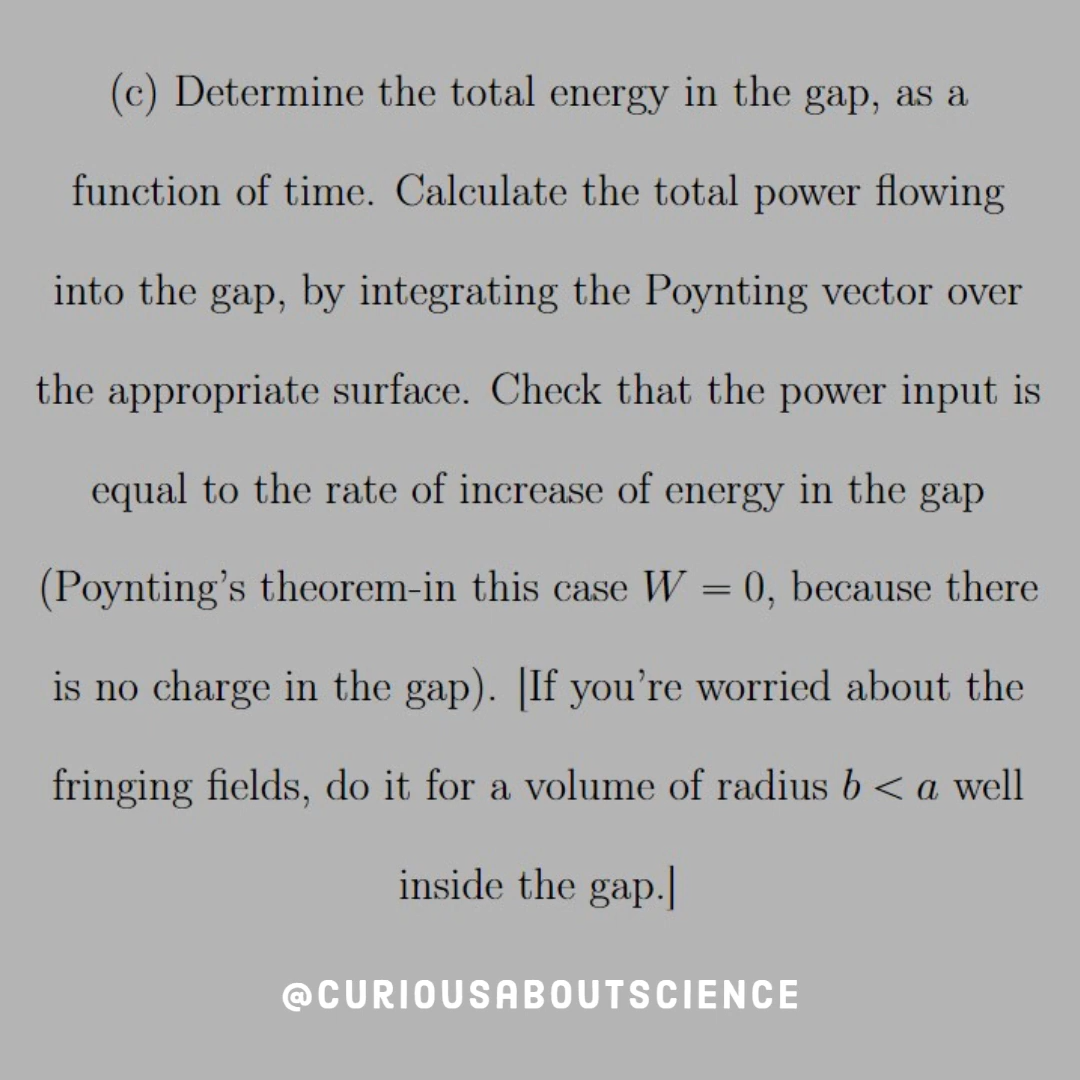 (c) Determine the total energy in the gap, as a
function of time. Calculate the total power flowing
into the gap, by integrating the Poynting vector over
the appropriate surface. Check that the power input is
equal to the rate of increase of energy in the gap
(Poynting's theorem-in this case W = 0, because there
is no charge in the gap). [If you're worried about the
fringing fields, do it for a volume of radius b < a well
inside the gap.]
@CURIOUSABOUTSCIENCE